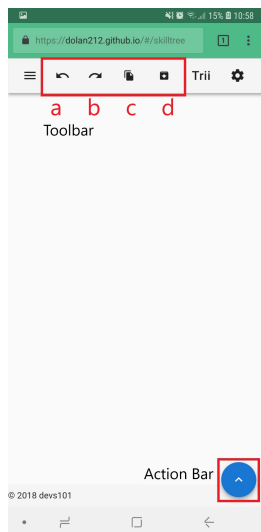 15% 10:58
https://dolan212.github.io/#/skilltree 1
Trii
a b c d
Toolbar
Action Bar
© 2018 devs101